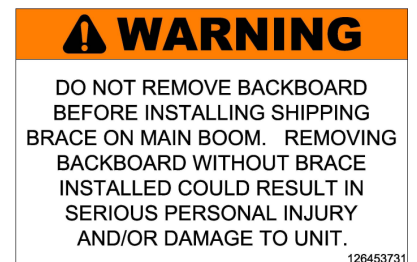 WARNING
DO NOT REMOVE BACKBOARD
BEFORE INSTALLING SHIPPING
BRACE ON MAIN BOOM. REMOVING
BACKBOARD WITHOUT BRACE
INSTALLED COULD RESULT IN
SERIOUS PERSONAL INJURY
AND/OR DAMAGE TO UNIT.
126453731